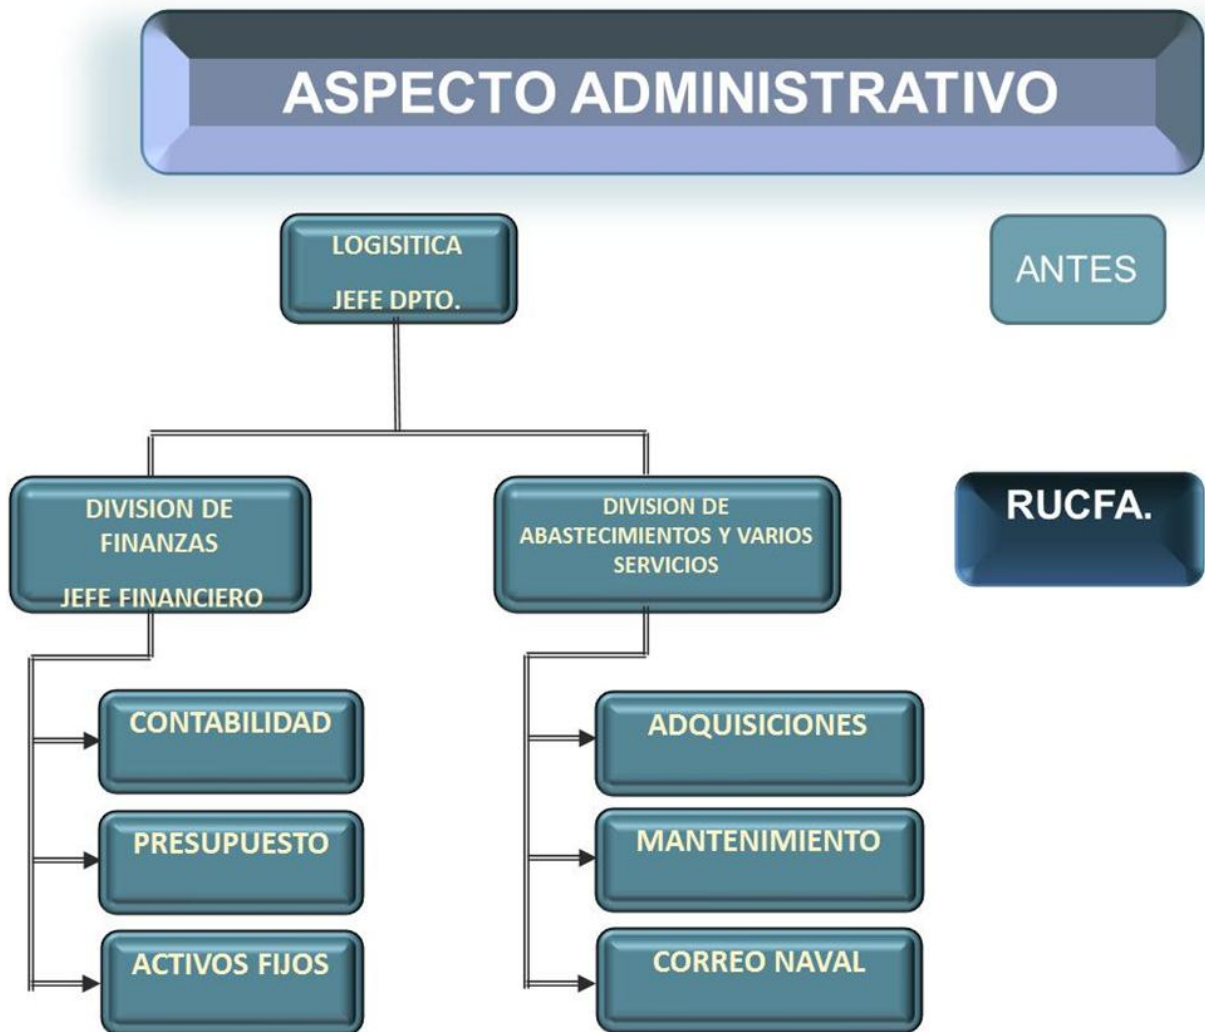 ASPECTO ADMINISTRATIVO
LOGISITICA
JEFE DPTO.
ANTES
DIVISION DE
FINANZAS
JEFE FINANCIERO
DIVISION DE
ABASTECIMIENTOS Y VARIOS
SERVICIOS
RUCFA.
CONTABILIDAD
PRESUPUESTO
ACTIVOS FIJOS
ADQUISICIONES
MANTENIMIENTO
CORREO NAVAL